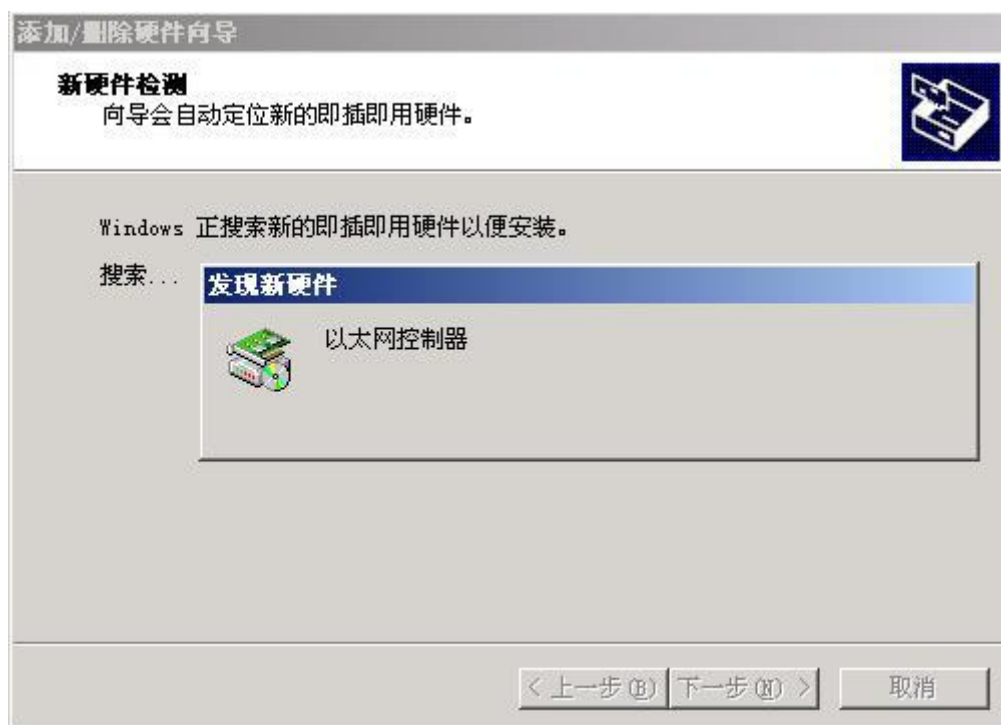 添加/删除硬件向导
新硬件检测
向导会自动定位新的即插即用硬件。
Windows 正搜索新的即插即用硬件以便安装。
搜索...
发现新硬件
以太网控制器
< 上一步(B) 下一步(N) > 取消